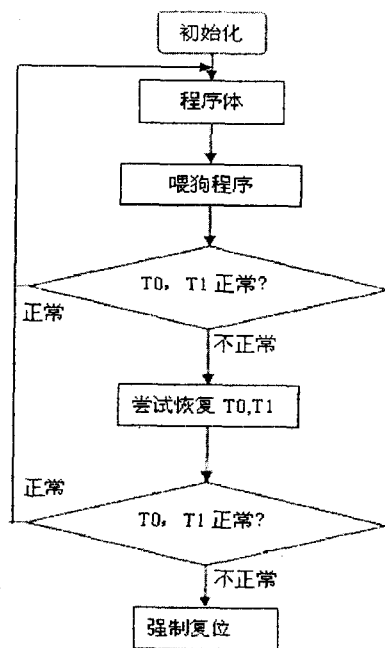 初始化
程序体
喂狗程序
T0，T1 正常?
正常
不正常
尝试恢复 T0,T1
正常
T0，T1 正常?
不正常
强制复位